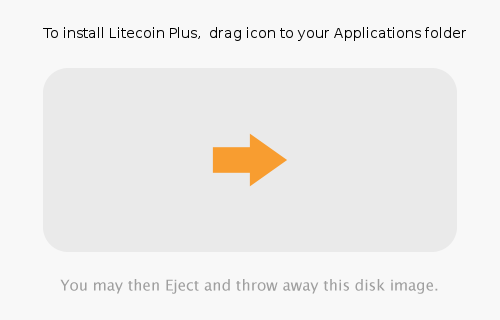 To install Litecoin Plus,  drag icon to your Applications folder
You may then Eject and throw away this disk image.